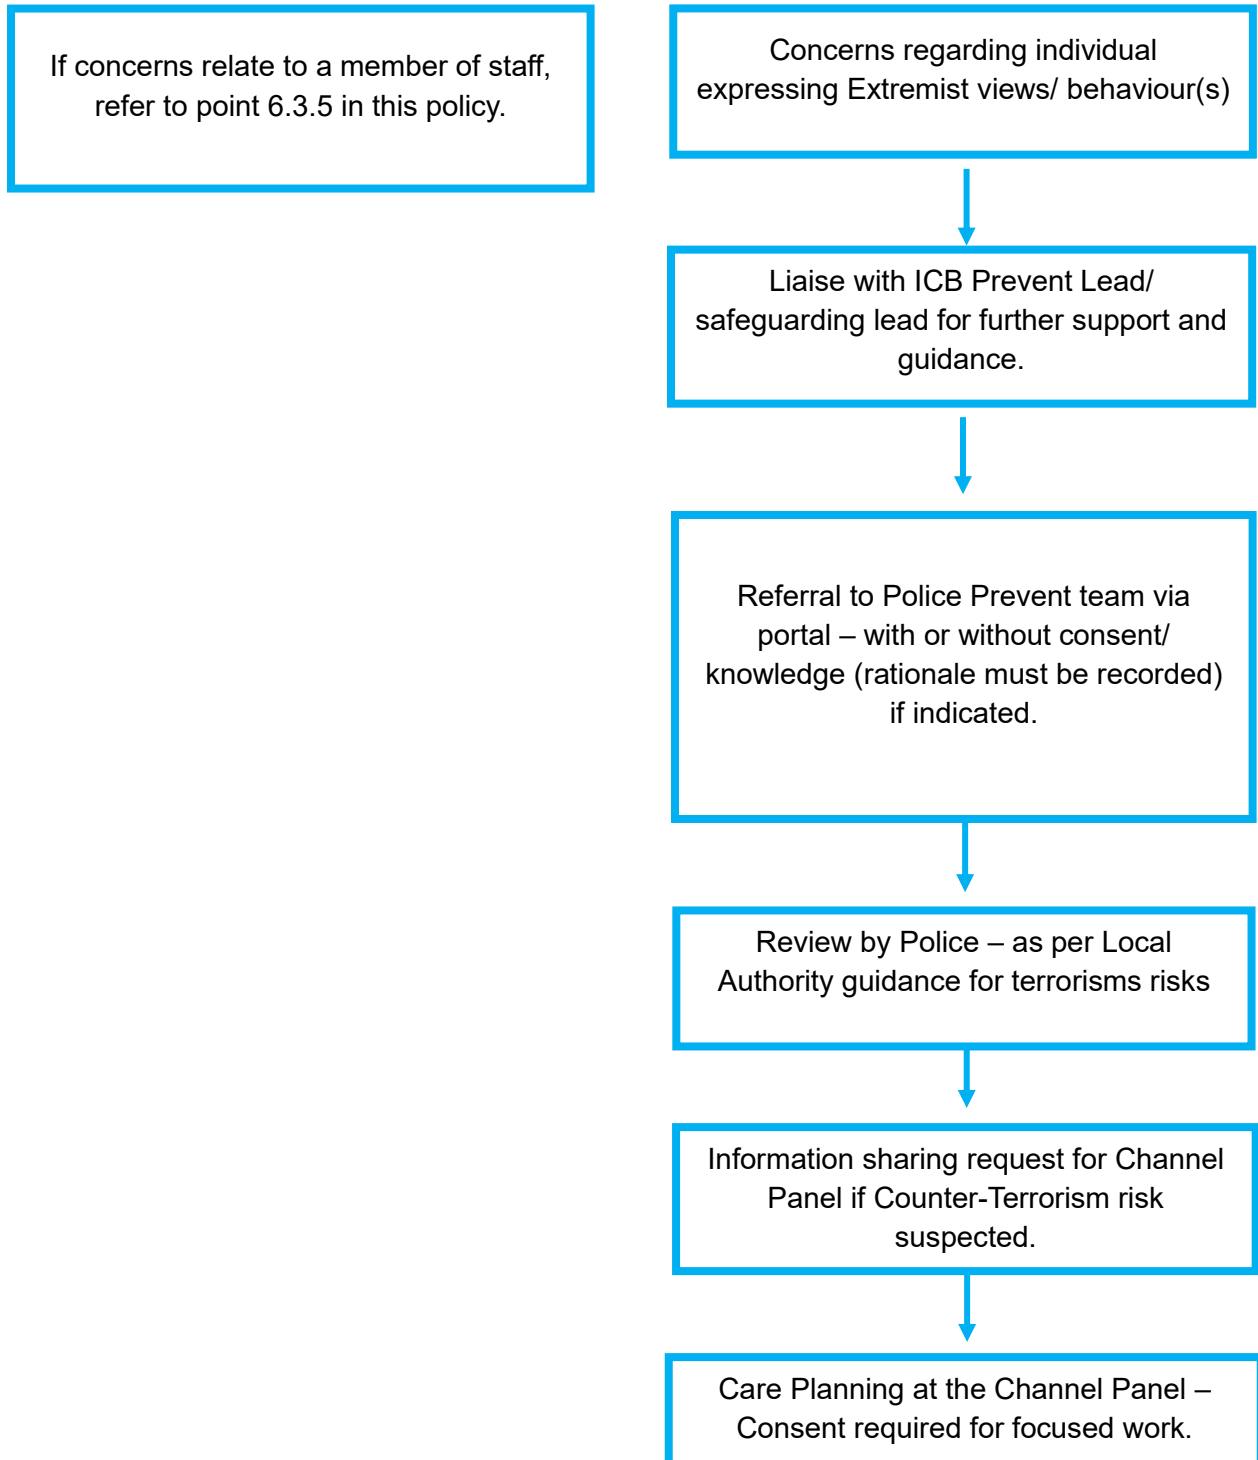 If concerns relate to a member of staff,
refer to point 6.3.5 in this policy.
Concerns regarding individual
expressing Extremist views/ behaviour(s)
Liaise with ICB Prevent Lead/
safeguarding lead for further support and
guidance.
Referral to Police Prevent team via
portal – with or without consent/
knowledge (rationale must be recorded)
if indicated.
Review by Police – as per Local
Authority guidance for terrorisms risks
Information sharing request for Channel
Panel if Counter-Terrorism risk
suspected.
Care Planning at the Channel Panel –
Consent required for focused work.